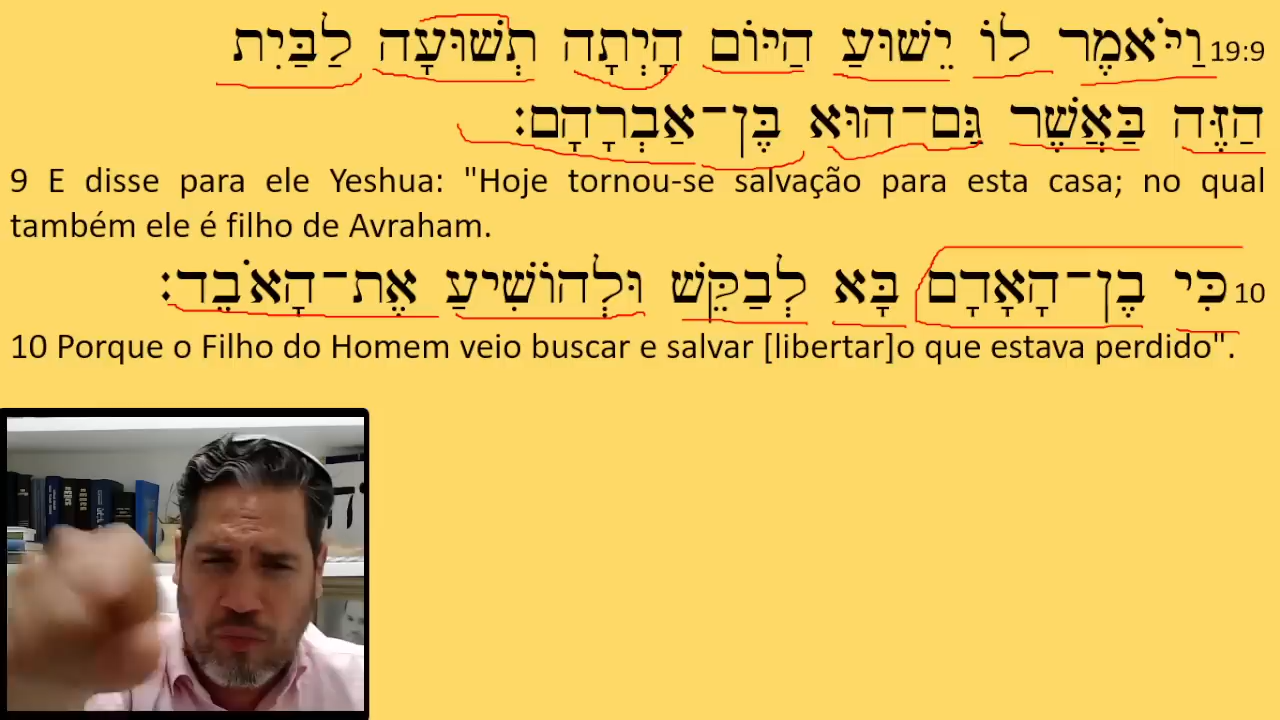 19:9 וַיֹּאמֶר לוֹ יֵשׁוּעַ הַיּוֹם הָיְתָה תְשׁוּעָה לַבַּיִת
הַזֶּה בַּאֲשֶׁר גַּם־הוּא בֶּן־אַבְרָהָם׃
9 E disse para ele Yeshua: "Hoje tornou-se salvação para esta casa; no qual
também ele é filho de Avraham.
10 כִּי בֶן־הָאָדָם בָּא לְבַקֵּשׁ וּלְהוֹשִׁיעַ אֶת־הָאֹבֵד׃
10 Porque o Filho do Homem veio buscar e salvar [libertar]o que estava perdido".